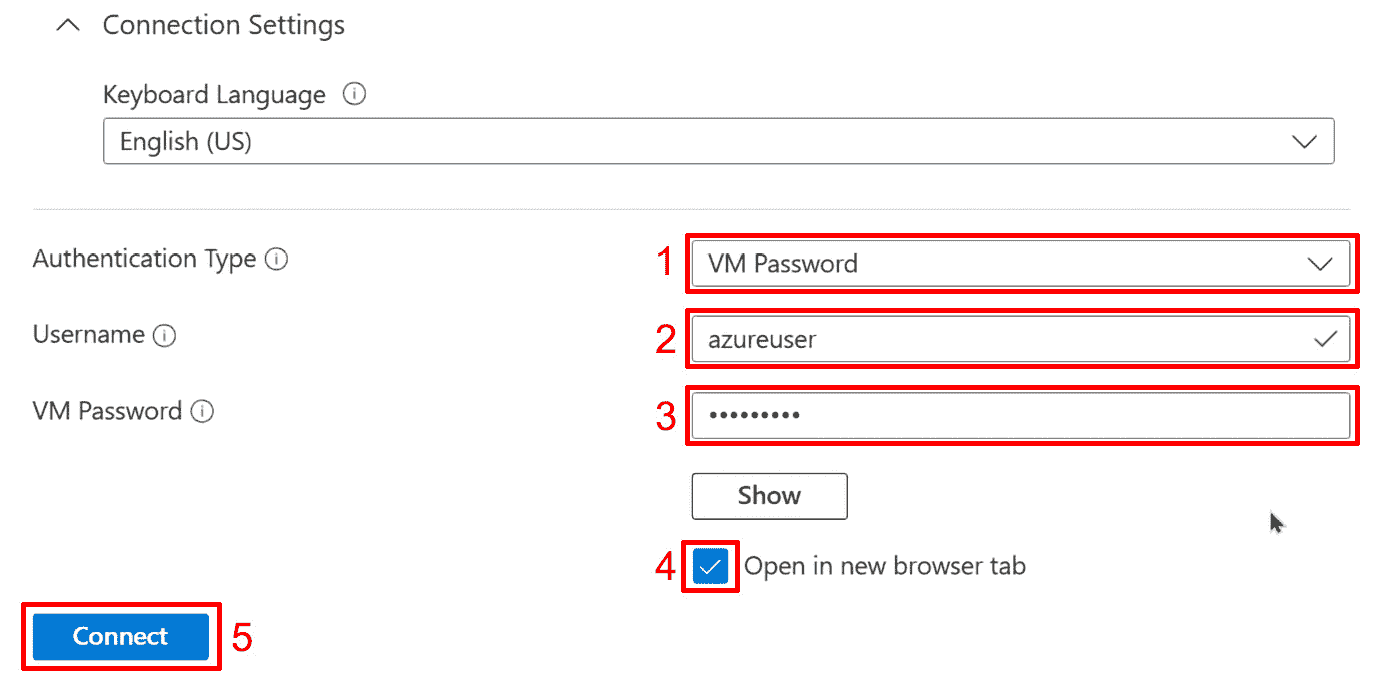 Connection Settings
Keyboard Language
English (US)
Authentication Type
1 VM Password
Username
2 azureuser
VM Password
3 •••••••••
Show
4 Open in new browser tab
Connect 5